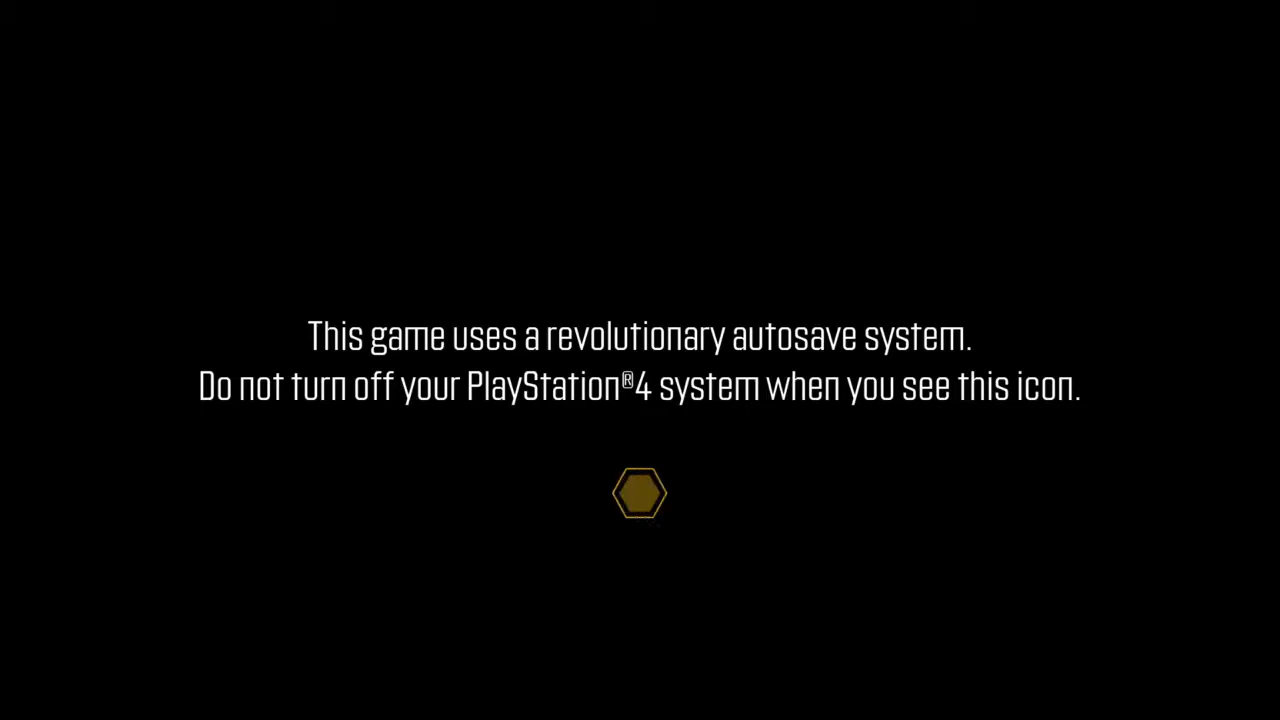 This game uses a revolutionary autosave system.
Do not turn off your PlayStation®4 system when you see this icon.